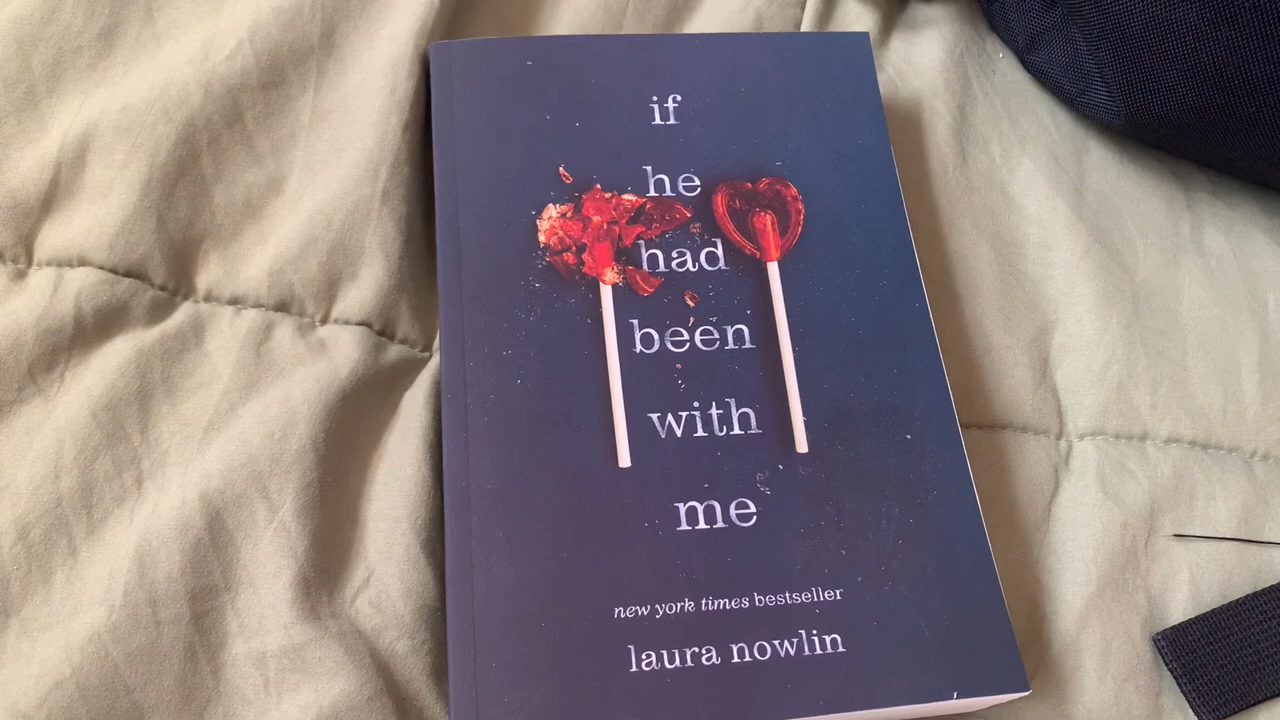 if
he
had
been
with
me
new york times bestseller
laura nowlin